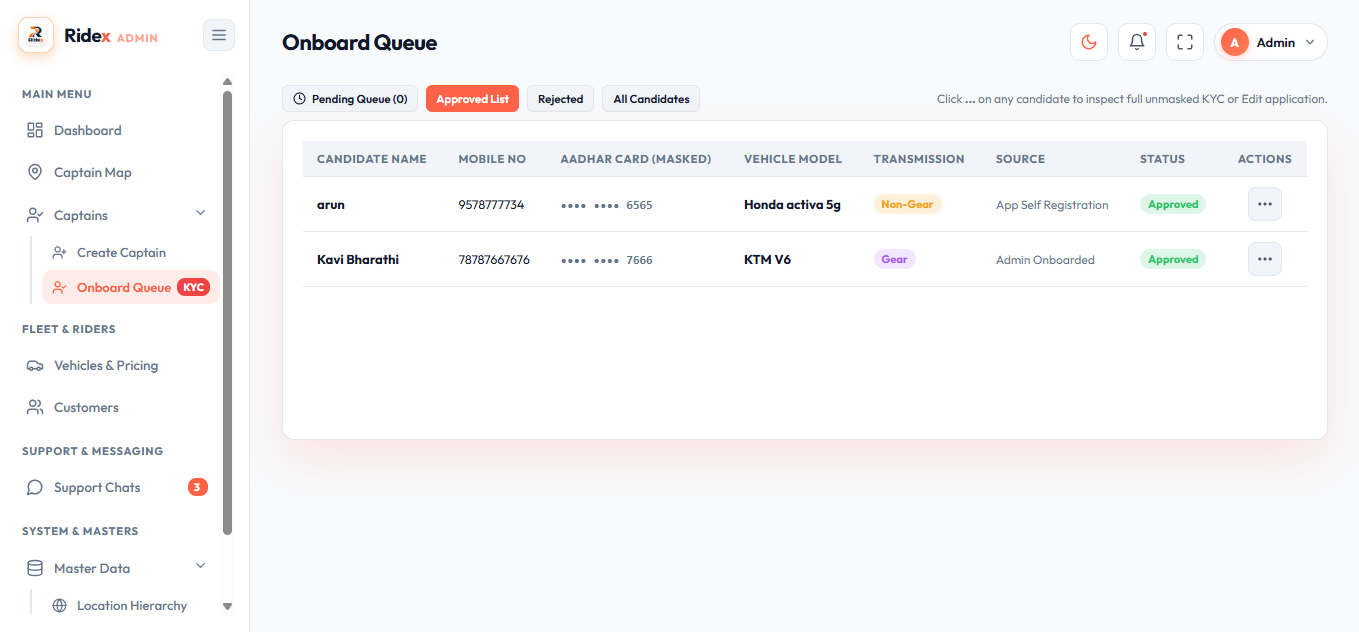 Ridex ADMIN
MAIN MENU
Dashboard
Captain Map
Captains
Create Captain
Onboard Queue KYC
FLEET & RIDERS
Vehicles & Pricing
Customers
SUPPORT & MESSAGING
Support Chats 3
SYSTEM & MASTERS
Master Data
Location Hierarchy
Onboard Queue
A Admin
Pending Queue (0) Approved List Rejected All Candidates
Click ... on any candidate to inspect full unmasked KYC or Edit application.
CANDIDATE NAME MOBILE NO AADHAR CARD (MASKED) VEHICLE MODEL TRANSMISSION SOURCE STATUS ACTIONS
arun 9578777734 •••• •••• 6565 Honda activa 5g Non-Gear App Self Registration Approved •••
Kavi Bharathi 78787667676 •••• •••• 7666 KTM V6 Gear Admin Onboarded Approved •••